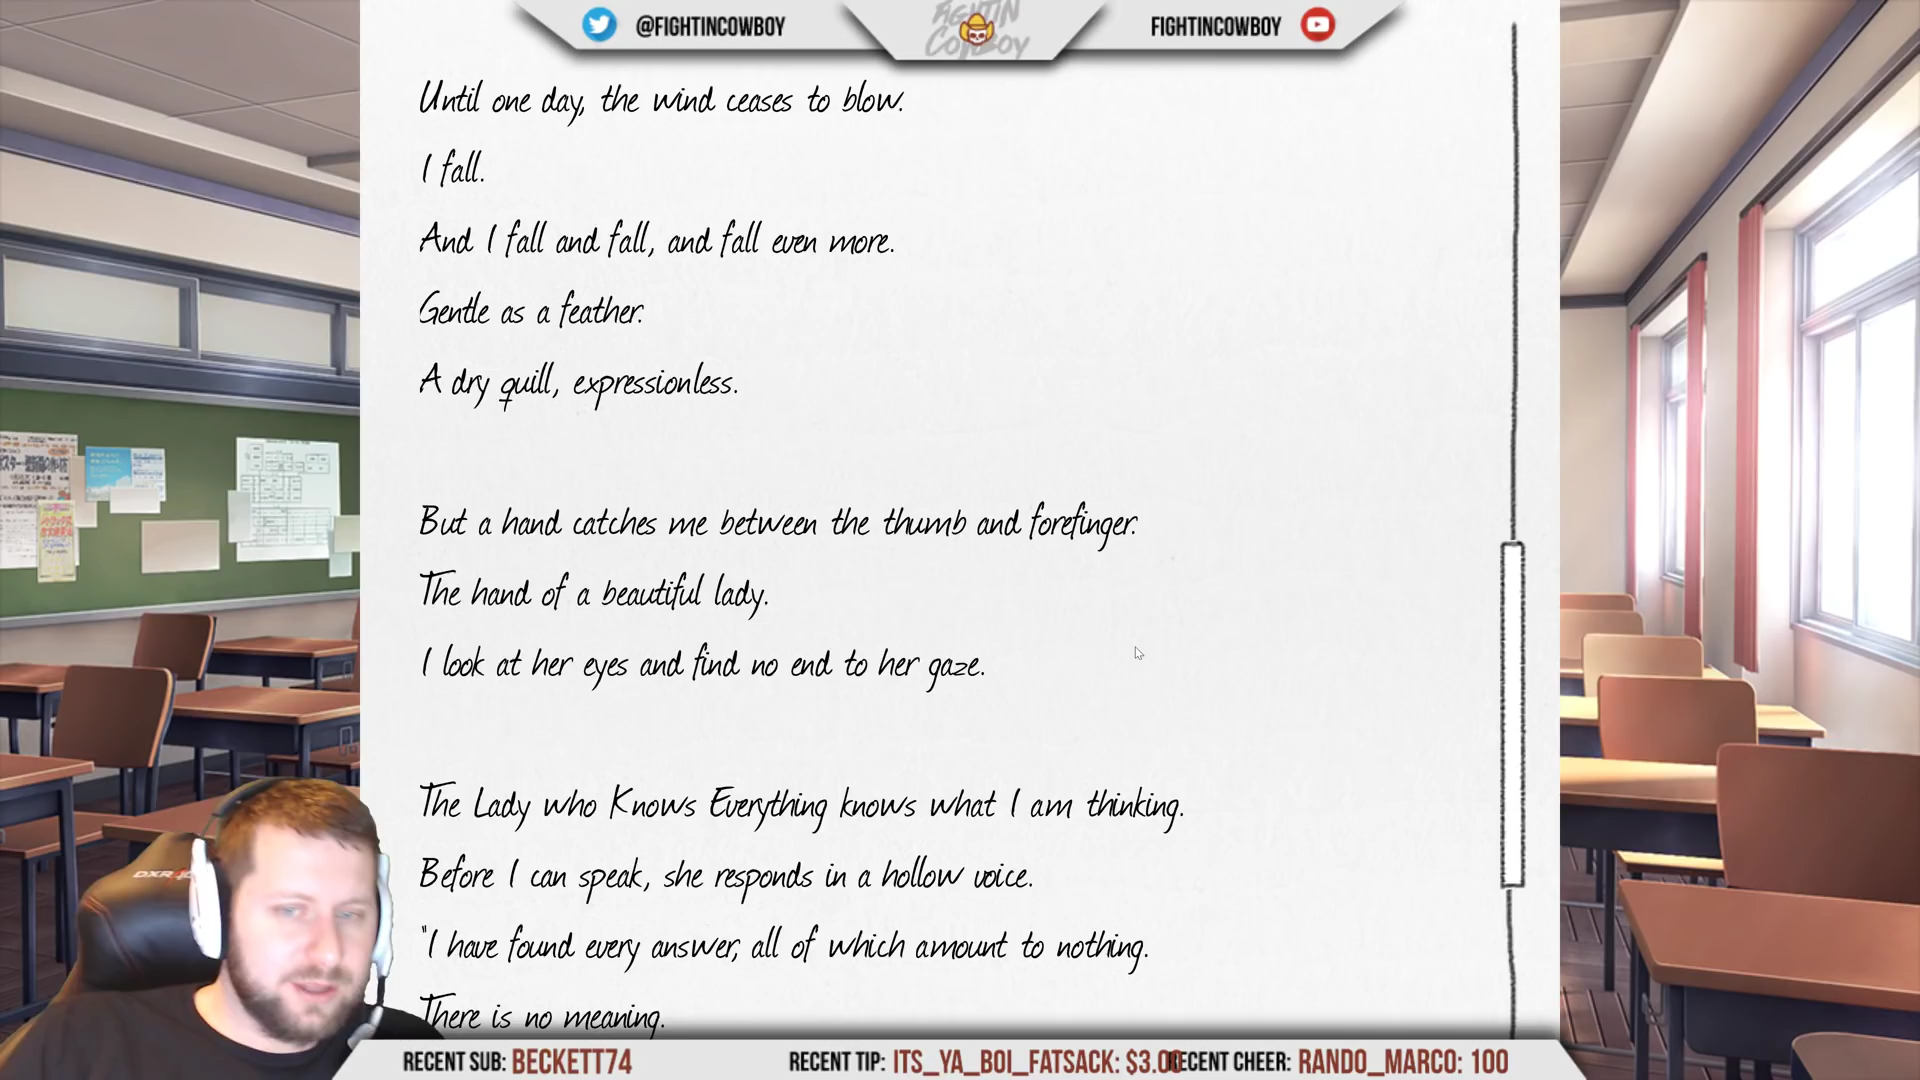 @FIGHTINCOWBOY
FIGHTIN COWBOY
FIGHTINCOWBOY
Until one day, the wind ceases to blow.
I fall.
And I fall and fall, and fall even more.
Gentle as a feather.
A dry quill, expressionless.
But a hand catches me between the thumb and forefinger.
The hand of a beautiful lady.
I look at her eyes and find no end to her gaze.
The Lady who Knows Everything knows what I am thinking.
Before I can speak, she responds in a hollow voice.
"I have found every answer, all of which amount to nothing.
There is no meaning.
DXR
RECENT SUB: BECKETT74
RECENT TIP: ITS_YA_BOI_FATSACK: $3.00
RECENT CHEER: RANDO_MARCO: 100